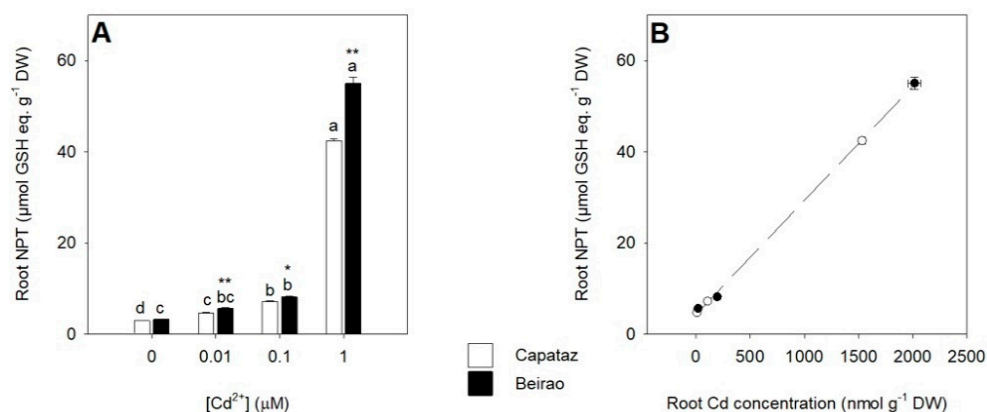 A
Root NPT (µmol GSH eq. g⁻¹ DW)
60
40
20
0
d c
c ** bc
b * b
a ** a
0 0.01 0.1 1
[Cd²⁺] (µM)
Capataz
Beirao
B
Root NPT (µmol GSH eq. g⁻¹ DW)
60
40
20
0
0 500 1000 1500 2000 2500
Root Cd concentration (nmol g⁻¹ DW)